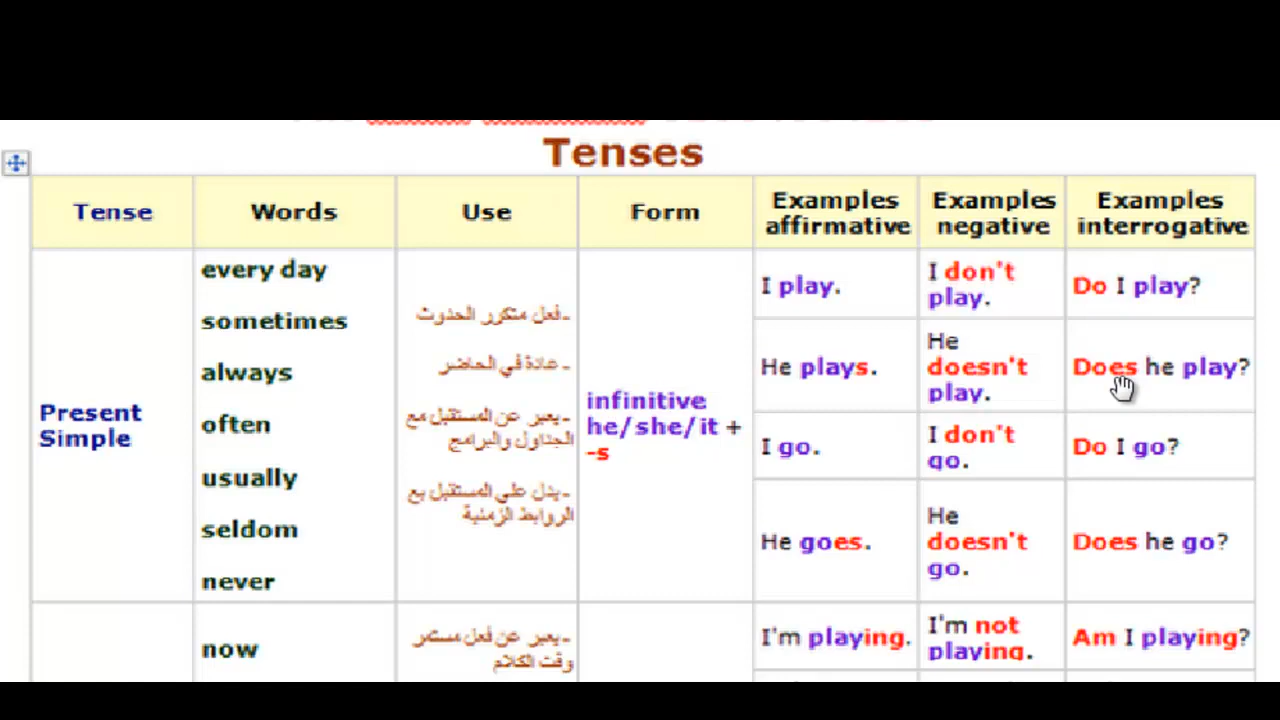 Tenses
Tense
Words
Use
Form
Examples
affirmative
Examples
negative
Examples
interrogative
Present
Simple
every day
sometimes
always
often
usually
seldom
never
-فعل متكرر الحدوث
-عادة في الحاضر
-يعبر عن المستقبل مع
الجداول والبرامج
-يدل على المستقبل مع
الروابط الزمنية
infinitive
he/she/it +
-s
I play.
I don't
play.
Do I play?
He plays.
He
doesn't
play.
Does he play?
I go.
I don't
go.
Do I go?
He goes.
He
doesn't
go.
Does he go?
now
-يعبر عن فعل مستمر
وقت الكلام
I'm playing.
I'm not
playing.
Am I playing?